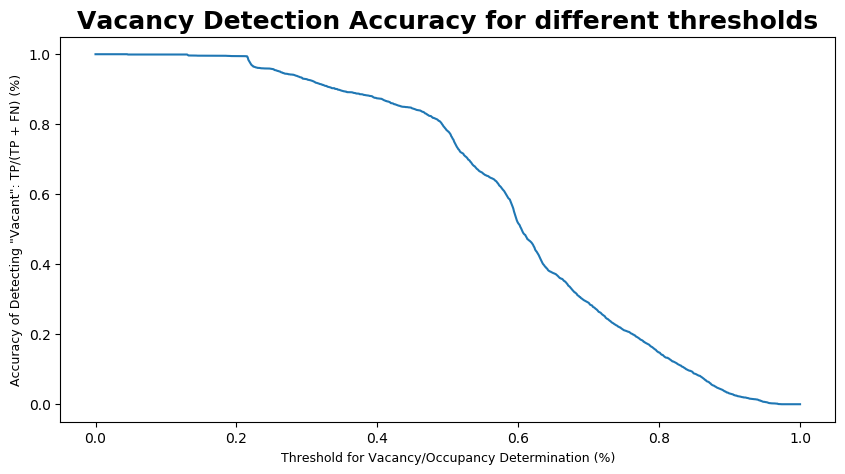 Vacancy Detection Accuracy for different thresholds
Accuracy of Detecting "Vacant": TP/(TP + FN) (%)
1.0
0.8
0.6
0.4
0.2
0.0
0.0 0.2 0.4 0.6 0.8 1.0
Threshold for Vacancy/Occupancy Determination (%)